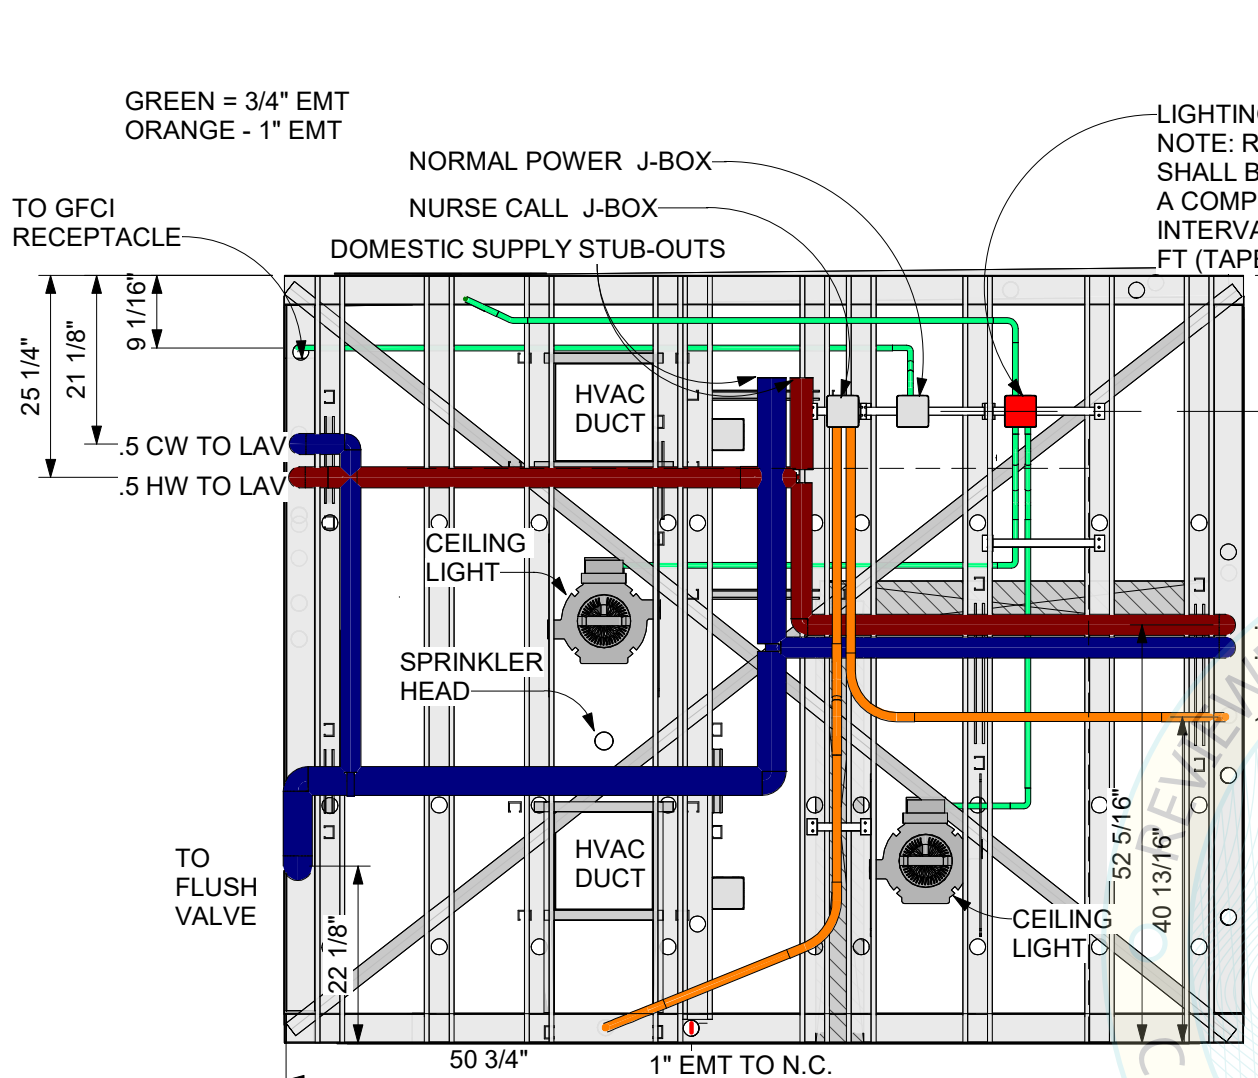 GREEN = 3/4" EMT
ORANGE - 1" EMT
LIGHTING
NOTE: R
SHALL B
A COMP
INTERVA
FT (TAPE
NORMAL POWER J-BOX
NURSE CALL J-BOX
DOMESTIC SUPPLY STUB-OUTS
TO GFCI
RECEPTACLE
9 1/16"
21 1/8"
25 1/4"
HVAC
DUCT
.5 CW TO LAV
.5 HW TO LAV
CEILING
LIGHT
SPRINKLER
HEAD
HVAC
DUCT
TO
FLUSH
VALVE
22 1/8"
52 5/16"
40 13/16"
CEILING
LIGHT
50 3/4"
1" EMT TO N.C.
REVIEW